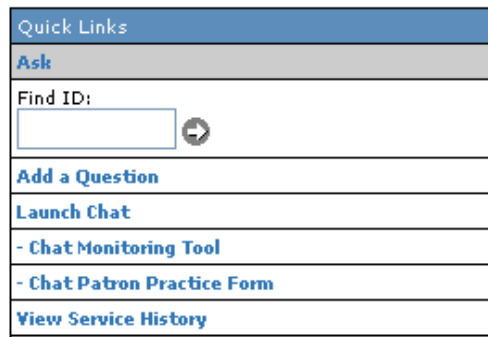 Quick Links
Ask
Find ID:
Add a Question
Launch Chat
- Chat Monitoring Tool
- Chat Patron Practice Form
View Service History